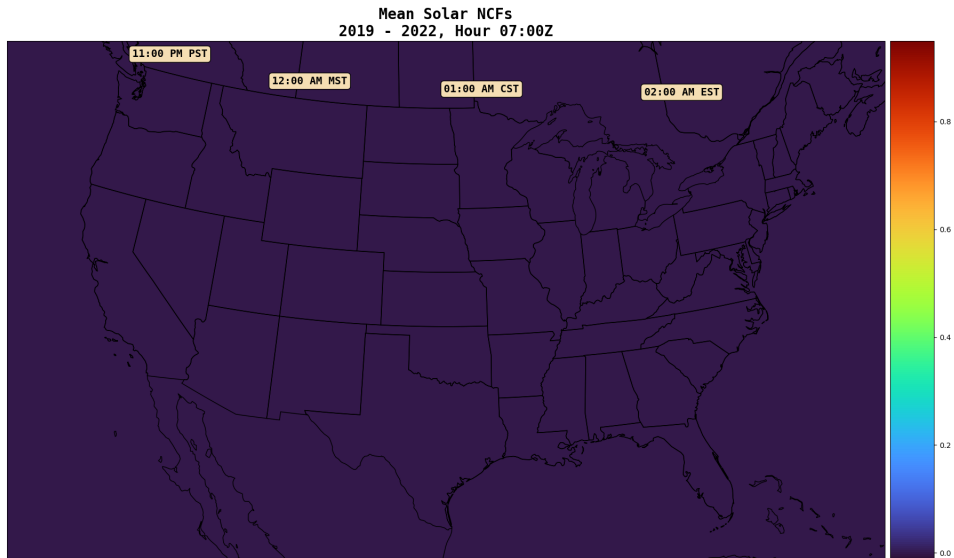 Mean Solar NCFs
2019 - 2022, Hour 07:00Z
11:00 PM PST
12:00 AM MST
01:00 AM CST
02:00 AM EST
0.8
0.6
0.4
0.2
0.0